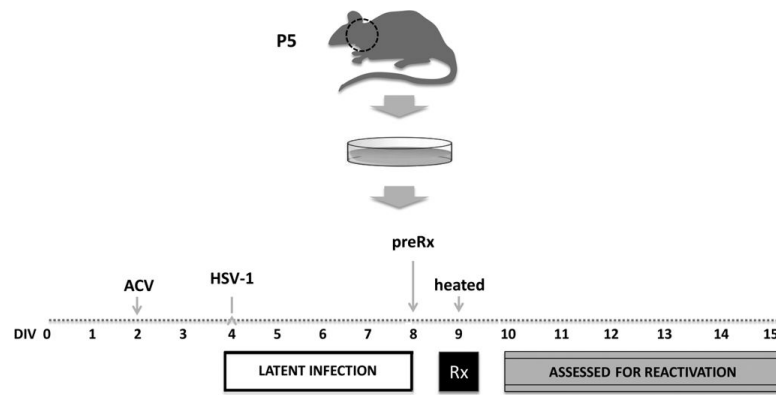 P5
preRx
ACV HSV-1 heated
DIV 0 1 2 3 4 5 6 7 8 9 10 11 12 13 14 15
LATENT INFECTION Rx ASSESSED FOR REACTIVATION